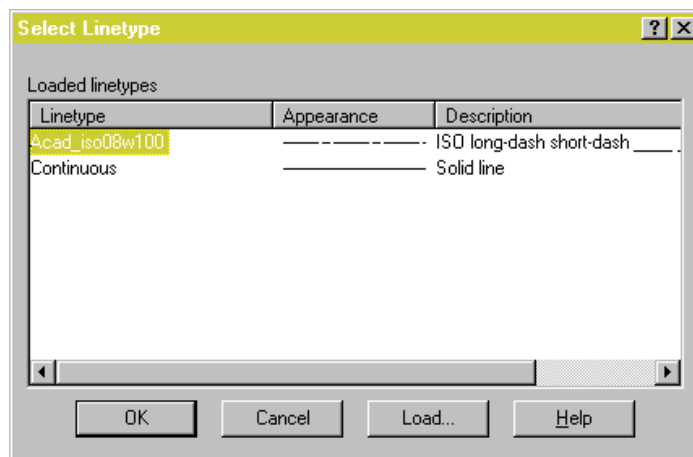 Select Linetype
Loaded linetypes
Linetype Appearance Description
Acad_iso08w100 ISO long-dash short-dash
Continuous Solid line
OK Cancel Load... Help